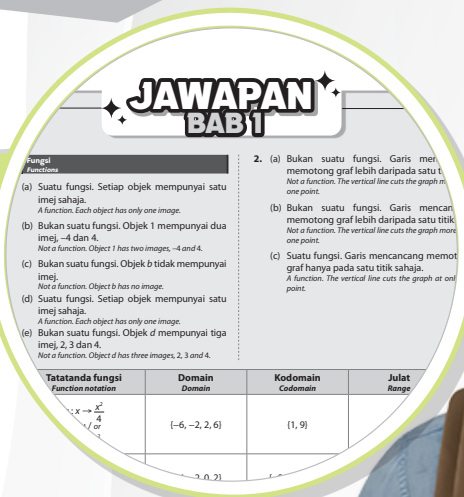 JAWAPAN
BAB 1
Fungsi
Functions
(a) Suatu fungsi. Setiap objek mempunyai satu
imej sahaja.
A function. Each object has only one image.
(b) Bukan suatu fungsi. Objek 1 mempunyai dua
imej, –4 dan 4.
Not a function. Object 1 has two images, –4 and 4.
(c) Bukan suatu fungsi. Objek b tidak mempunyai
imej.
Not a function. Object b has no image.
(d) Suatu fungsi. Setiap objek mempunyai satu
imej sahaja.
A function. Each object has only one image.
(e) Bukan suatu fungsi. Objek d mempunyai tiga
imej, 2, 3 dan 4.
Not a function. Object d has three images, 2, 3 and 4.
2. (a) Bukan suatu fungsi. Garis
memotong graf lebih daripada satu
Not a function. The vertical line cuts the graph
one point.
(b) Bukan suatu fungsi. Garis
memotong graf lebih daripada satu titik
Not a function. The vertical line cuts the graph more
one point.
(c) Suatu fungsi. Garis mencancang
graf hanya pada satu titik sahaja.
A function. The vertical line cuts the graph at
point.
Tatatanda fungsi Domain Kodomain Julat
Function notation Domain Codomain Range
: x → x²/4
/ or
{–6, –2, 2, 6} {1, 9}